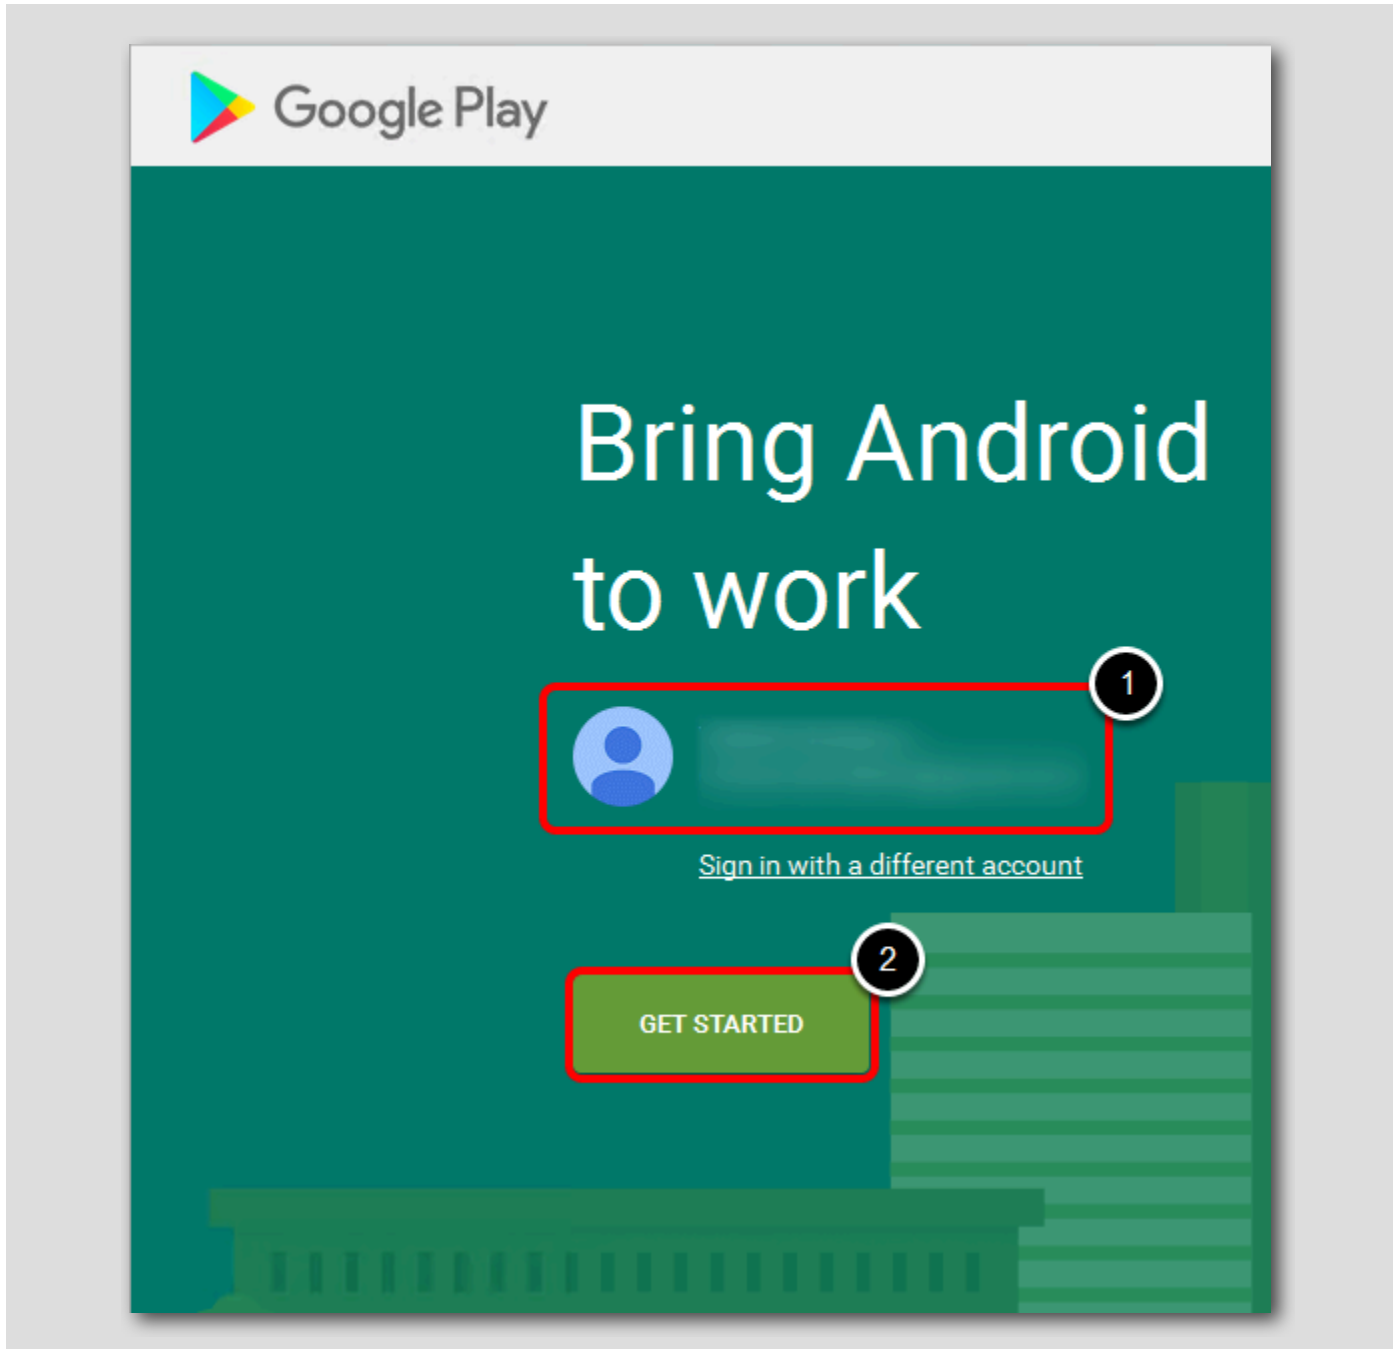 Google Play
Bring Android
to work
1
Sign in with a different account
2
GET STARTED